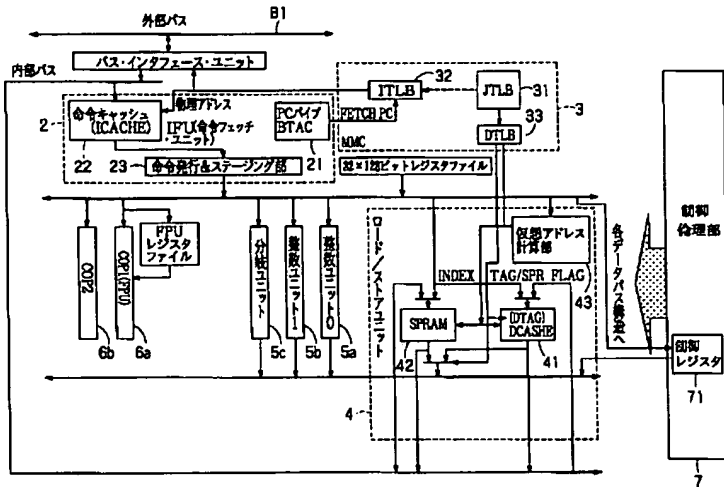 外部バス
B1
バス・インタフェース・ユニット
内部バス
物理アドレス
2
命令キャッシュ
(ICACHE)
IFU(命令フェッチ
・ユニット)
22
PCパイプ
BTAC
21
23
命令発行&ステージング部
FETCH PC
ITLB
32
JTLB
31
DTLB
33
3
MMC
32×128ビットレジスタファイル
COP2
6b
COP1(FPU)
6a
FPU
レジスタ
ファイル
分岐ユニット
5c
整数ユニット1
5b
整数ユニット0
5a
ロード/ストアユニット
4
仮想アドレス
計算部
43
INDEX
TAG/SPR FLAG
SPRAM
42
(DTAG)
DCASHE
41
各データパス構造へ
制御
倫理部
制御
レジスタ
71
7